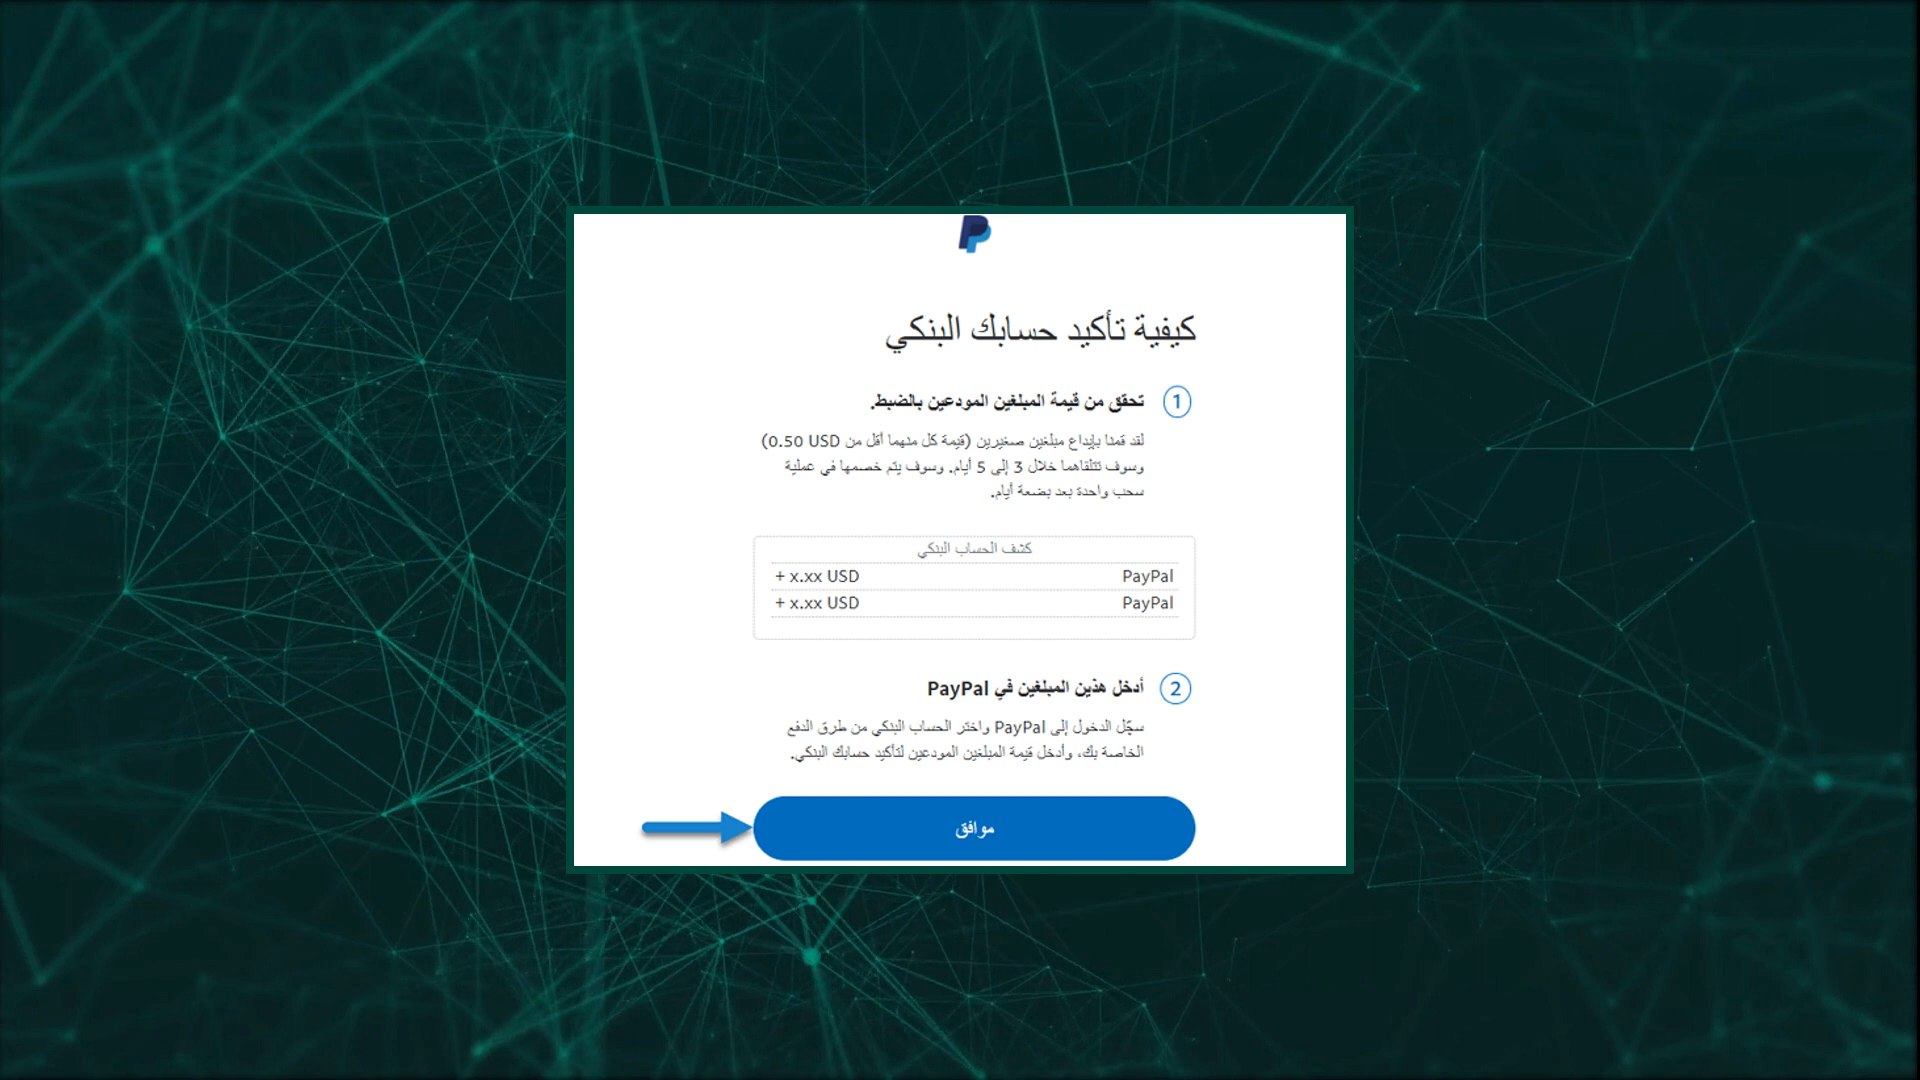 كيفية تأكيد حسابك البنكي
1 تحقق من قيمة المبلغين المودعين بالضبط.
لقد قمنا بإيداع مبلغين صغيرين (قيمة كل منهما أقل من 0.50 USD)
وسوف تتلقاهما خلال 3 إلى 5 أيام. وسوف يتم خصمها في عملية
سحب واحدة بعد بضعة أيام.
كشف الحساب البنكي
PayPal + x.xx USD
PayPal + x.xx USD
2 أدخل هذين المبلغين في PayPal
سجّل الدخول إلى PayPal واختر الحساب البنكي من طرق الدفع
الخاصة بك، وأدخل قيمة المبلغين المودعين لتأكيد حسابك البنكي.
موافق